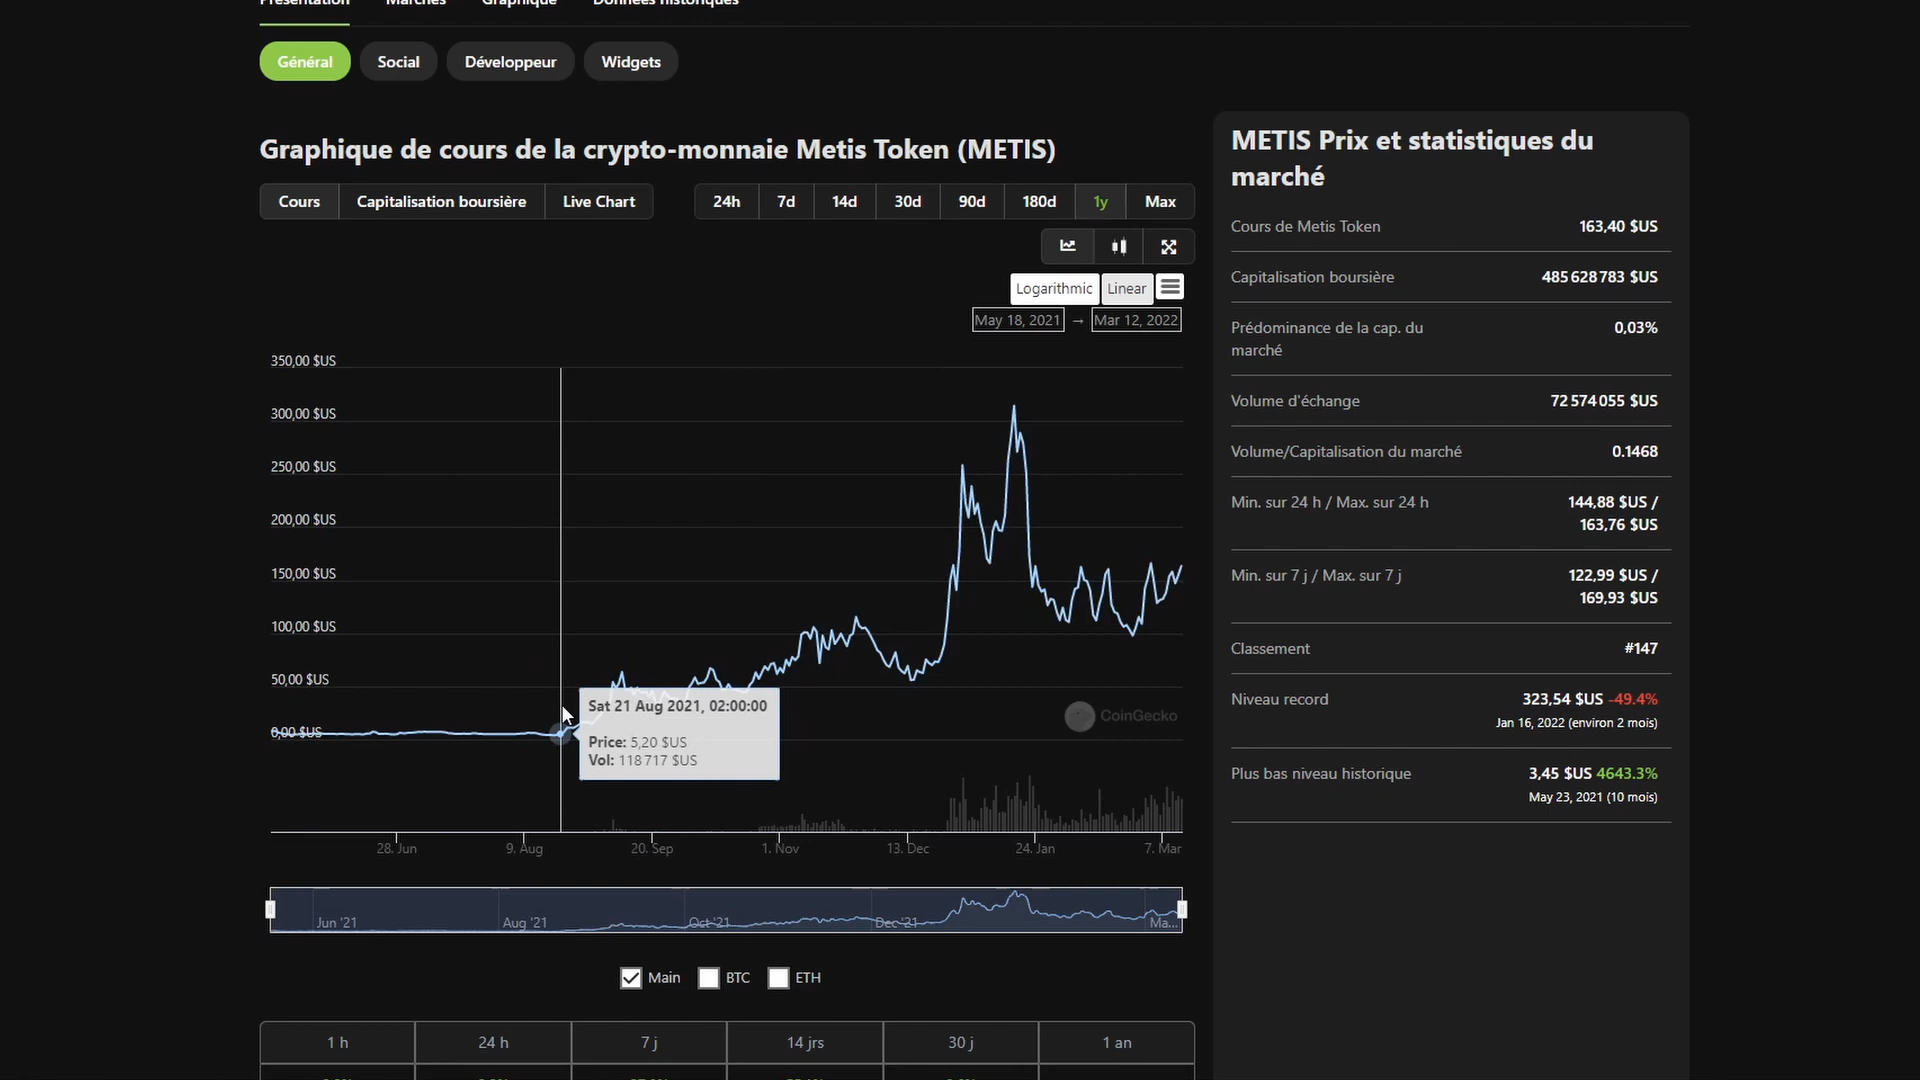 Présentation Marchés Graphique Données historiques
Général Social Développeur Widgets
Graphique de cours de la crypto-monnaie Metis Token (METIS)
Cours Capitalisation boursière Live Chart 24h 7d 14d 30d 90d 180d 1y Max
Logarithmic Linear
May 18, 2021 → Mar 12, 2022
350,00 $US
300,00 $US
250,00 $US
200,00 $US
150,00 $US
100,00 $US
50,00 $US
0,00 $US
Sat 21 Aug 2021, 02:00:00
Price: 5,20 $US
Vol: 118 717 $US
CoinGecko
28. Jun 9. Aug 20. Sep 1. Nov 13. Dec 24. Jan 7. Mar
Jun '21 Aug '21 Oct '21 Dec '21 Ma...
Main BTC ETH
1 h 24 h 7 j 14 jrs 30 j 1 an
METIS Prix et statistiques du
marché
Cours de Metis Token 163,40 $US
Capitalisation boursière 485 628 783 $US
Prédominance de la cap. du 0,03%
marché
Volume d'échange 72 574 055 $US
Volume/Capitalisation du marché 0.1468
Min. sur 24 h / Max. sur 24 h 144,88 $US /
163,76 $US
Min. sur 7 j / Max. sur 7 j 122,99 $US /
169,93 $US
Classement #147
Niveau record 323,54 $US -49.4%
Jan 16, 2022 (environ 2 mois)
Plus bas niveau historique 3,45 $US 4643.3%
May 23, 2021 (10 mois)